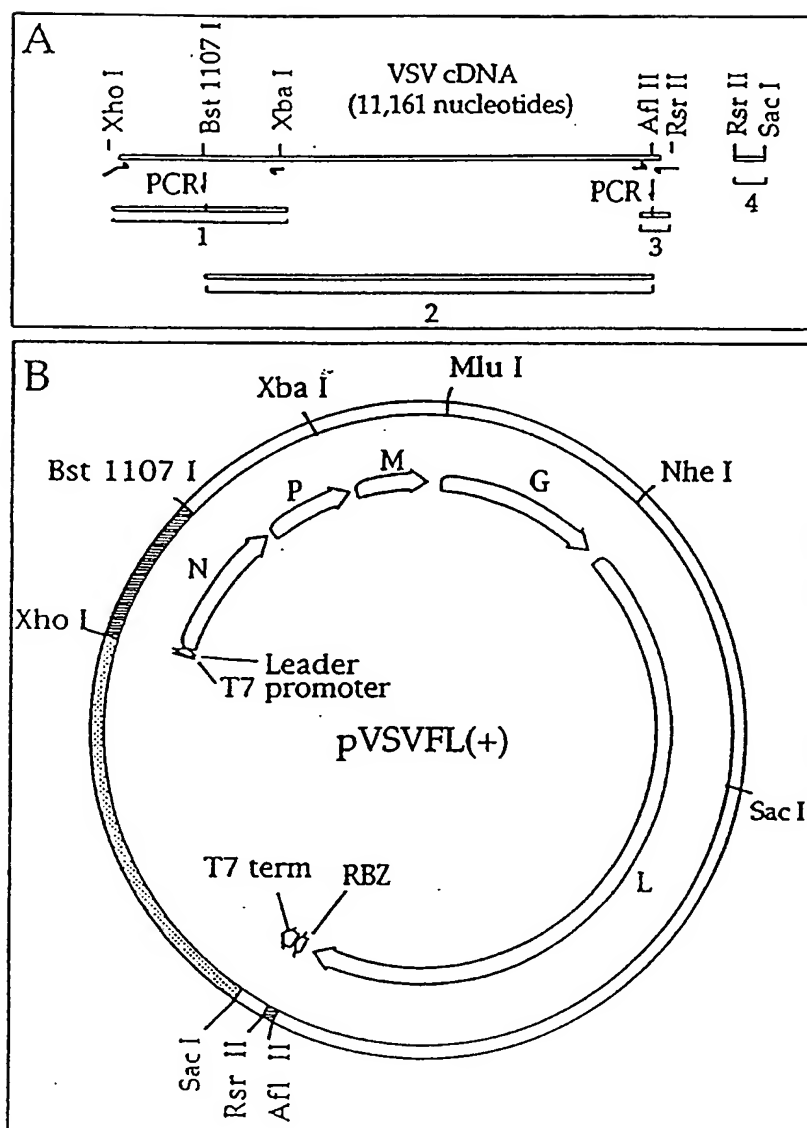 A
Xho I
Bst 1107 I
Xba I
VSV cDNA
(11,161 nucleotides)
Afl II
Rsr II
Rsr II
Sac I
PCR
PCR
1
3
4
2
B
Xba I
Mlu I
Bst 1107 I
Nhe I
P
M
G
N
Xho I
Leader
T7 promoter
pVSVFL(+)
Sac I
T7 term
RBZ
L
Sac I
Rsr II
Afl II